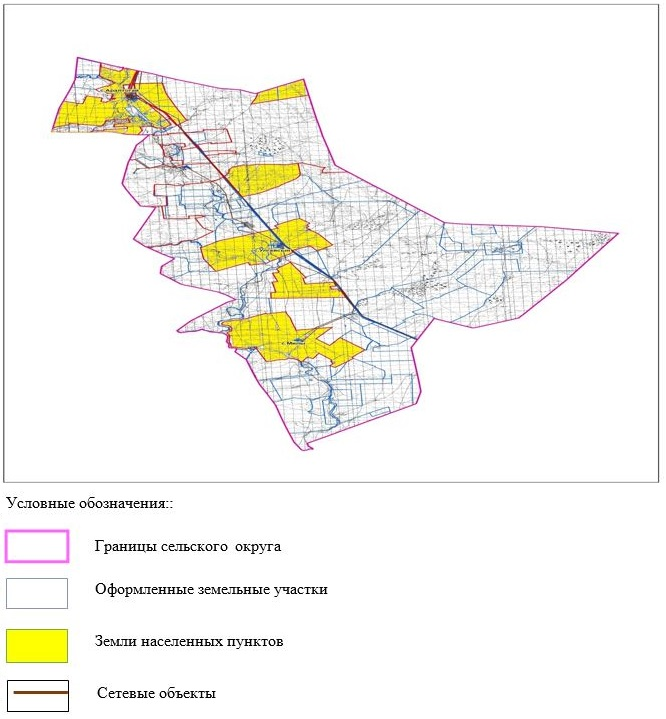 Условные обозначения::
Границы сельского округа
Оформленные земельные участки
Земли населенных пунктов
Сетевые объекты